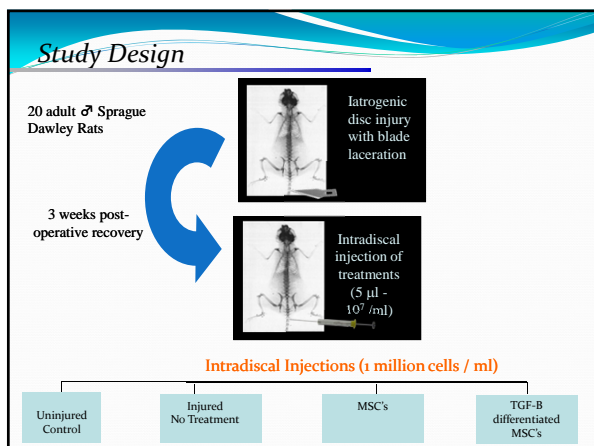 Study Design
20 adult ♂ Sprague
Dawley Rats
Iatrogenic
disc injury
with blade
laceration
3 weeks post-
operative recovery
Intradiscal
injection of
treatments
(5 µl -
10⁷ /ml)
Intradiscal Injections (1 million cells / ml)
Uninjured
Control
Injured
No Treatment
MSC's
TGF-B
differentiated
MSC's